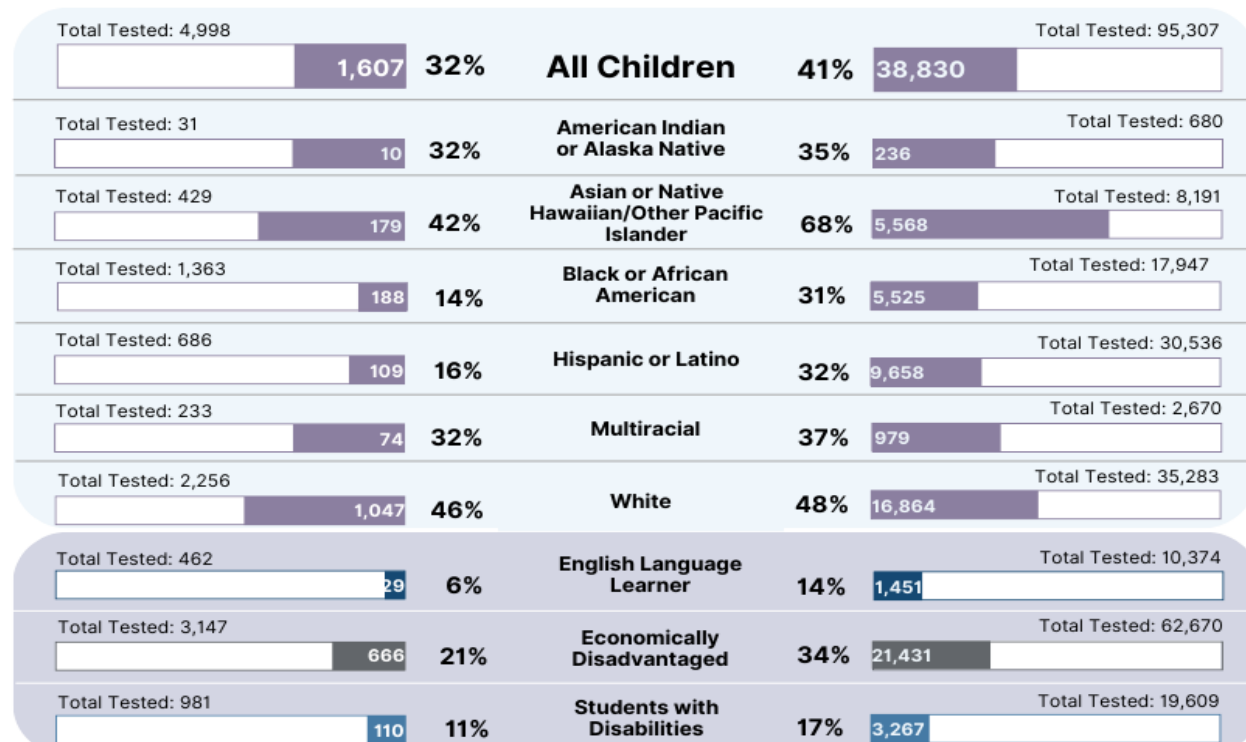 Total Tested: 4,998
Total Tested: 95,307
1,607 32% All Children 41% 38,830
Total Tested: 31
Total Tested: 680
American Indian
or Alaska Native
10 32% 35% 236
Total Tested: 429
Total Tested: 8,191
Asian or Native
Hawaiian/Other Pacific
Islander
179 42% 68% 5,568
Total Tested: 1,363
Total Tested: 17,947
Black or African
American
188 14% 31% 5,525
Total Tested: 686
Total Tested: 30,536
Hispanic or Latino
109 16% 32% 9,658
Total Tested: 233
Total Tested: 2,670
Multiracial
74 32% 37% 979
Total Tested: 2,256
Total Tested: 35,283
White
1,047 46% 48% 16,864
Total Tested: 462
Total Tested: 10,374
English Language
Learner
29 6% 14% 1,451
Total Tested: 3,147
Total Tested: 62,670
Economically
Disadvantaged
666 21% 34% 21,431
Total Tested: 981
Total Tested: 19,609
Students with
Disabilities
110 11% 17% 3,267